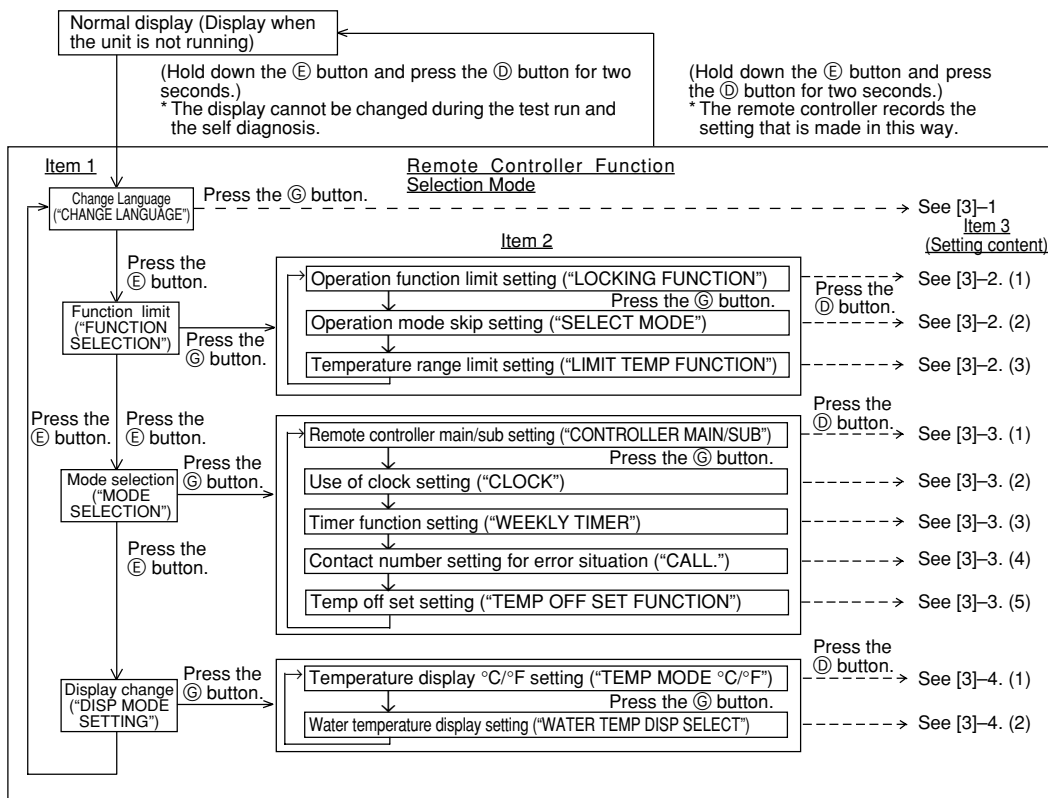 Normal display (Display when
the unit is not running)
(Hold down the Ⓔ button and press the Ⓓ button for two
seconds.)
* The display cannot be changed during the test run and
the self diagnosis.
(Hold down the Ⓔ button and press
the Ⓓ button for two seconds.)
* The remote controller records the
setting that is made in this way.
Item 1
Remote Controller Function
Selection Mode
Change Language
(“CHANGE LANGUAGE”)
Press the Ⓖ button.
See [3]–1
Item 3
(Setting content)
Item 2
Press the
Ⓔ button.
Function limit
(“FUNCTION
SELECTION”)
Press the
Ⓖ button.
Operation function limit setting (“LOCKING FUNCTION”)
Press the Ⓖ button.
Operation mode skip setting (“SELECT MODE”)
Temperature range limit setting (“LIMIT TEMP FUNCTION”)
Press the
Ⓓ button.
See [3]–2. (1)
See [3]–2. (2)
See [3]–2. (3)
Press the
Ⓔ button.
Press the
Ⓔ button.
Mode selection
(“MODE
SELECTION”)
Press the
Ⓖ button.
Remote controller main/sub setting (“CONTROLLER MAIN/SUB”)
Press the Ⓖ button.
Use of clock setting (“CLOCK”)
Timer function setting (“WEEKLY TIMER”)
Contact number setting for error situation (“CALL.”)
Temp off set setting (“TEMP OFF SET FUNCTION”)
Press the
Ⓓ button.
See [3]–3. (1)
See [3]–3. (2)
See [3]–3. (3)
See [3]–3. (4)
See [3]–3. (5)
Press the
Ⓔ button.
Display change
(“DISP MODE
SETTING”)
Press the
Ⓖ button.
Temperature display °C/°F setting (“TEMP MODE °C/°F”)
Press the Ⓖ button.
Water temperature display setting (“WATER TEMP DISP SELECT”)
Press the
Ⓓ button.
See [3]–4. (1)
See [3]–4. (2)